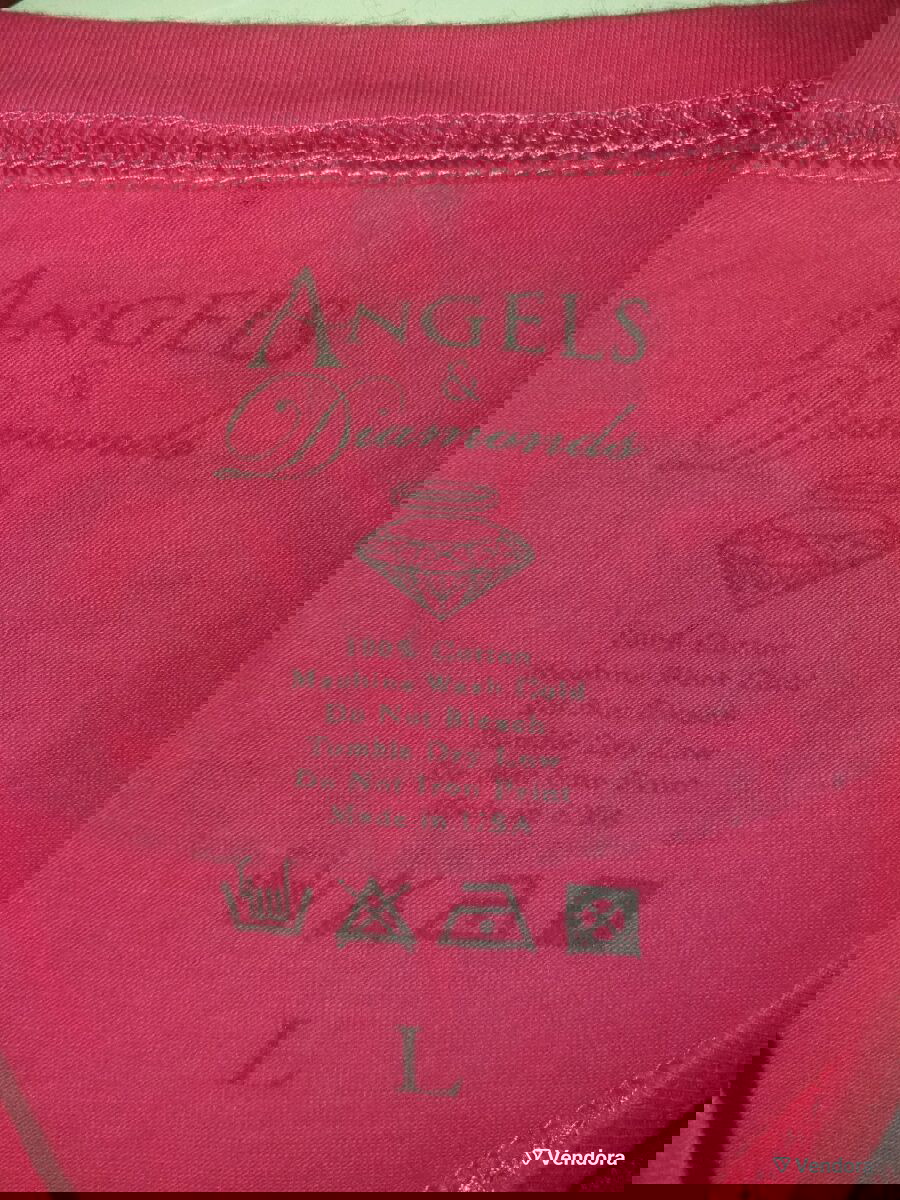 ANGELS
&
Diamonds
100% Cotton
Machine Wash Cold
Do Not Bleach
Tumble Dry Low
Do Not Iron Print
Made in USA
L
Vendora
Vendora